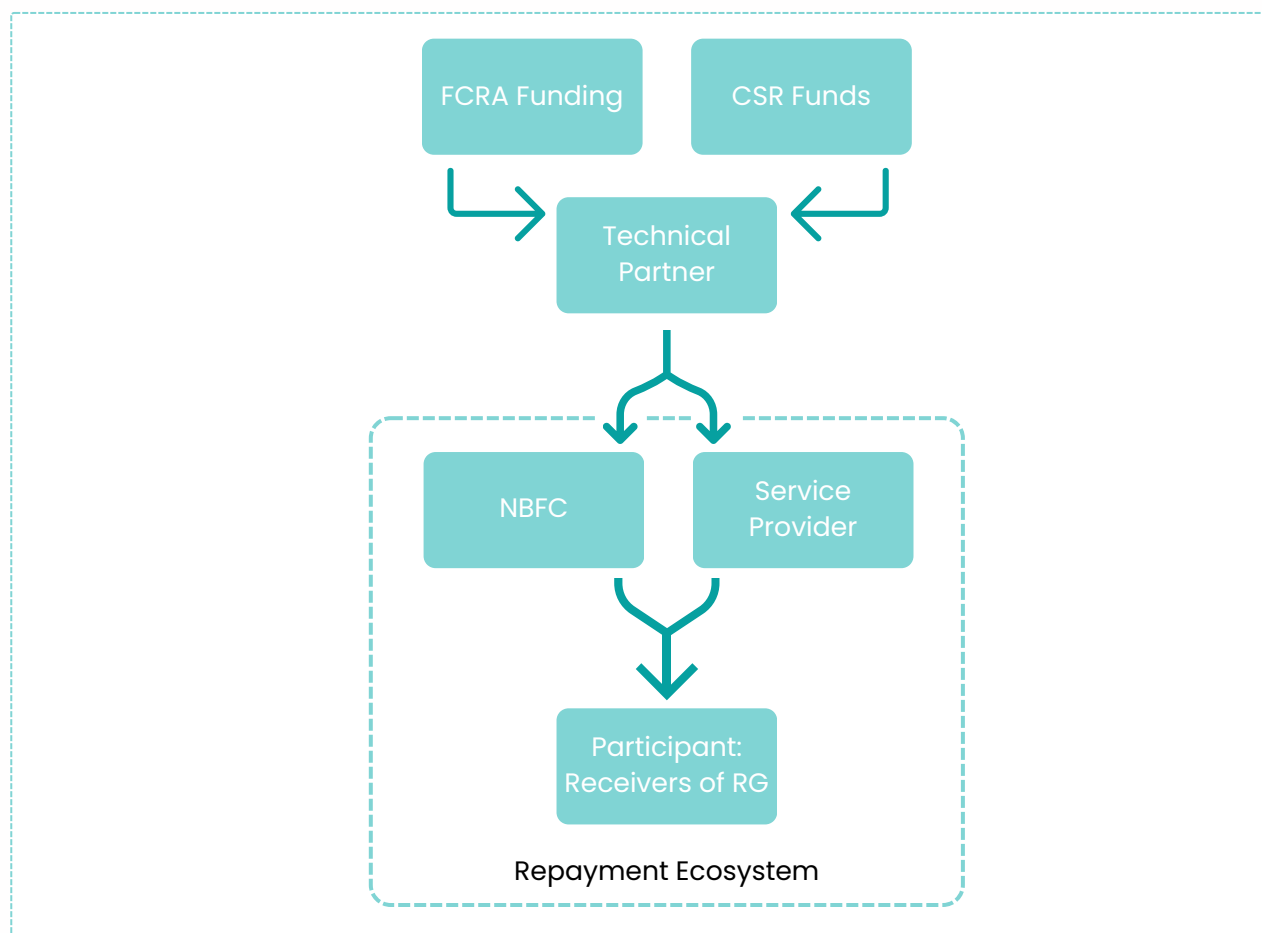 FCRA Funding
CSR Funds
Technical
Partner
NBFC
Service
Provider
Participant:
Receivers of RG
Repayment Ecosystem